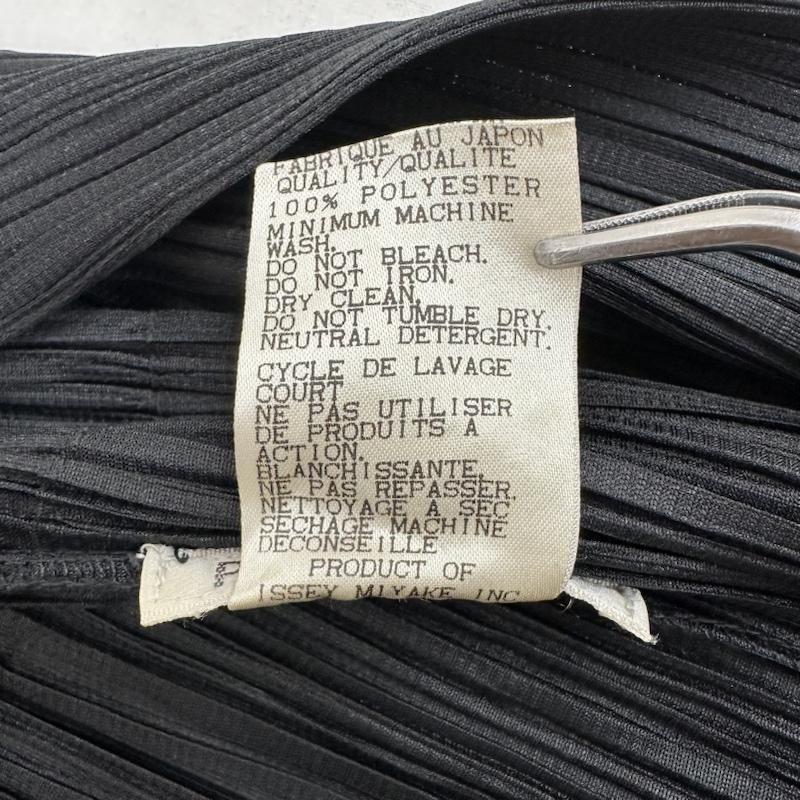 FABRIQUE AU JAPON
QUALITY/QUALITE
100% POLYESTER
MINIMUM MACHINE
WASH.
DO NOT BLEACH.
DO NOT IRON.
DRY CLEAN.
DO NOT TUMBLE DRY.
NEUTRAL DETERGENT.
CYCLE DE LAVAGE
COURT
NE PAS UTILISER
DE PRODUITS A
ACTION.
BLANCHISSANTE.
NE PAS REPASSER.
NETTOYAGE A SEC
SECHAGE MACHINE
DECONSEILLE
PRODUCT OF
ISSEY MIYAKE INC